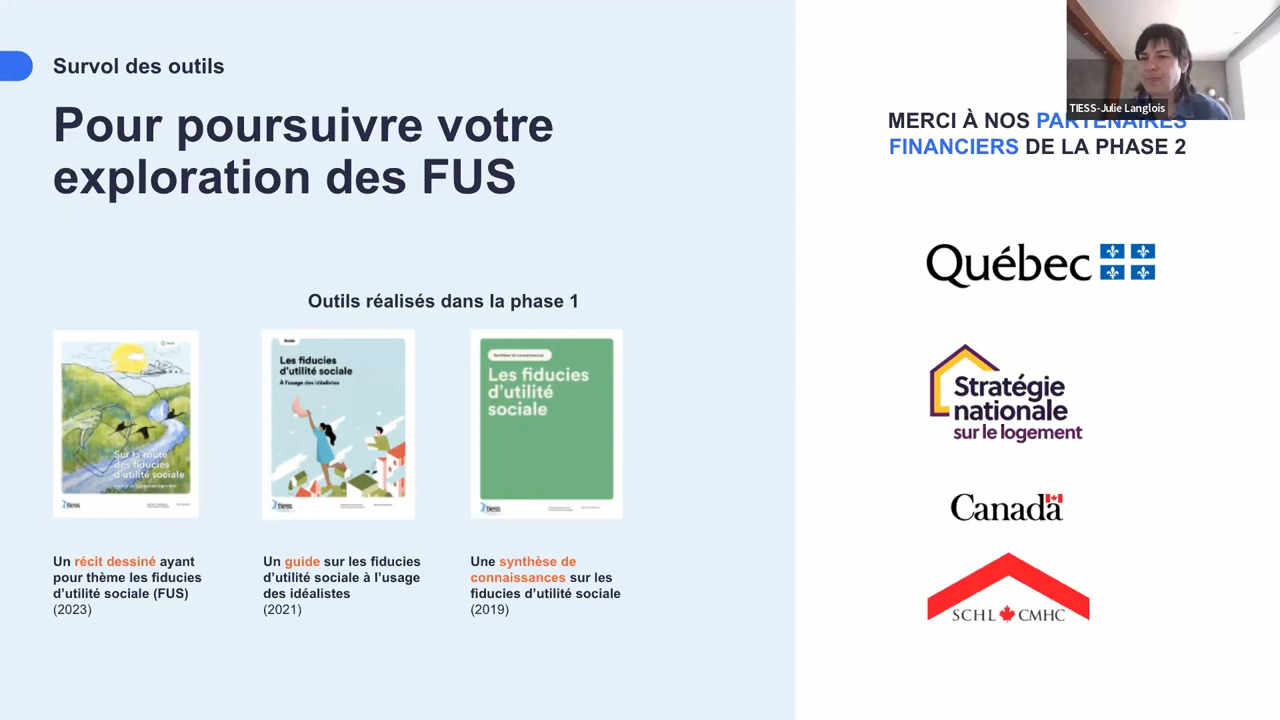 Survol des outils
Pour poursuivre votre
exploration des FUS
Outils réalisés dans la phase 1
Sur la route
des fiducies
d'utilité sociale
Guide
Les fiducies
d'utilité sociale
À l'usage des idéalistes
tiess
Synthèse de connaissances
Les fiducies
d'utilité
sociale
tiess
Un récit dessiné ayant
pour thème les fiducies
d'utilité sociale (FUS)
(2023)
Un guide sur les fiducies
d'utilité sociale à l'usage
des idéalistes
(2021)
Une synthèse de
connaissances sur les
fiducies d'utilité sociale
(2019)
TIESS-Julie Langlois
MERCI À NOS PARTENAIRES
FINANCIERS DE LA PHASE 2
Québec
Stratégie
nationale
sur le logement
Canada
SCHL CMHC